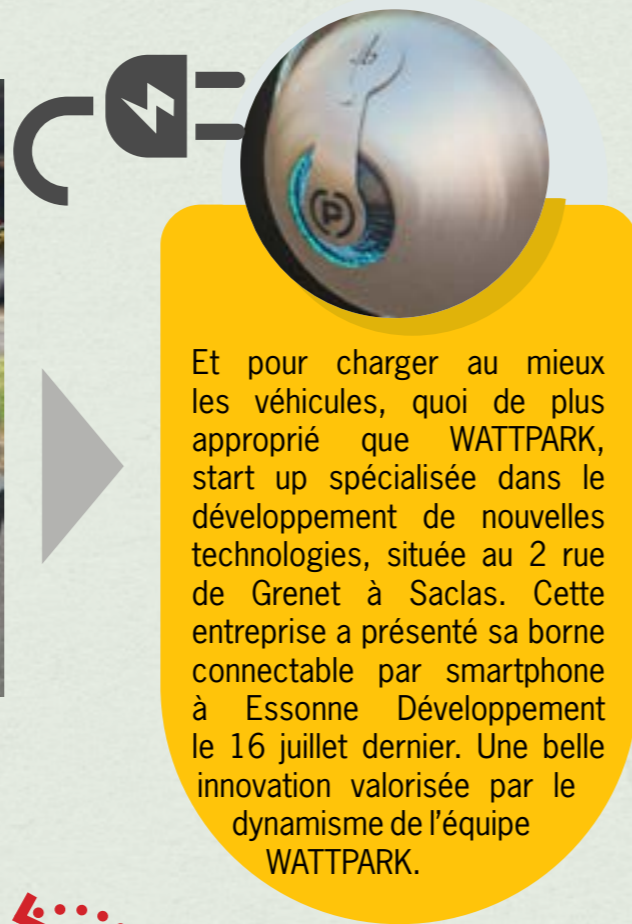 P
Et pour charger au mieux
les véhicules, quoi de plus
approprié que WATTPARK,
start up spécialisée dans le
développement de nouvelles
technologies, située au 2 rue
de Grenet à Saclas. Cette
entreprise a présenté sa borne
connectable par smartphone
à Essonne Développement
le 16 juillet dernier. Une belle
innovation valorisée par le
dynamisme de l'équipe
WATTPARK.